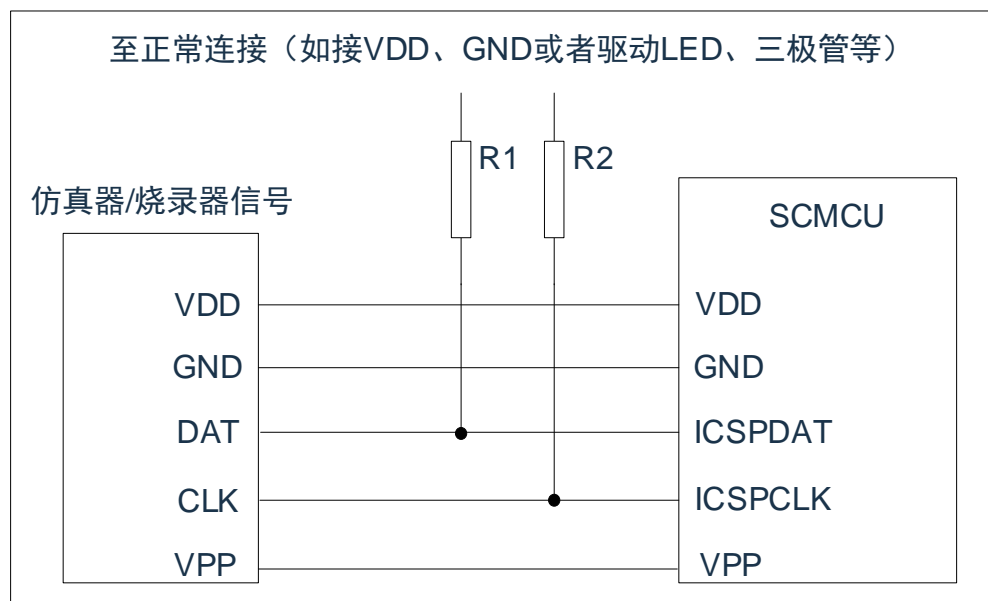 至正常连接（如接VDD、GND或者驱动LED、三极管等）
R1
R2
仿真器/烧录器信号
SCMCU
VDD
VDD
GND
GND
DAT
ICSPDAT
CLK
ICSPCLK
VPP
VPP